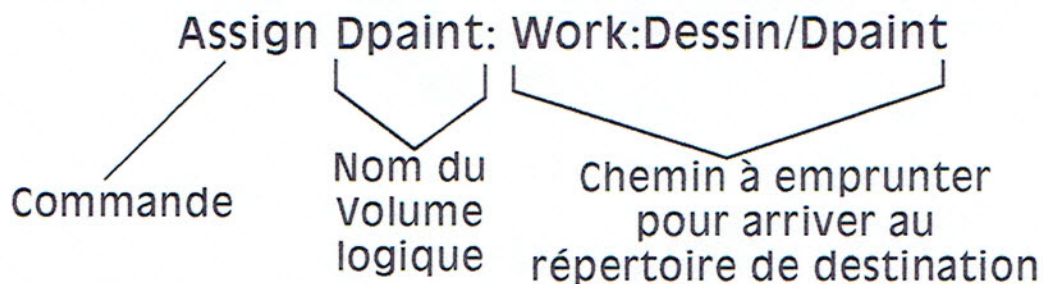 Assign Dpaint: Work:Dessin/Dpaint
Commande
Nom du
Volume
logique
Chemin à emprunter
pour arriver au
répertoire de destination